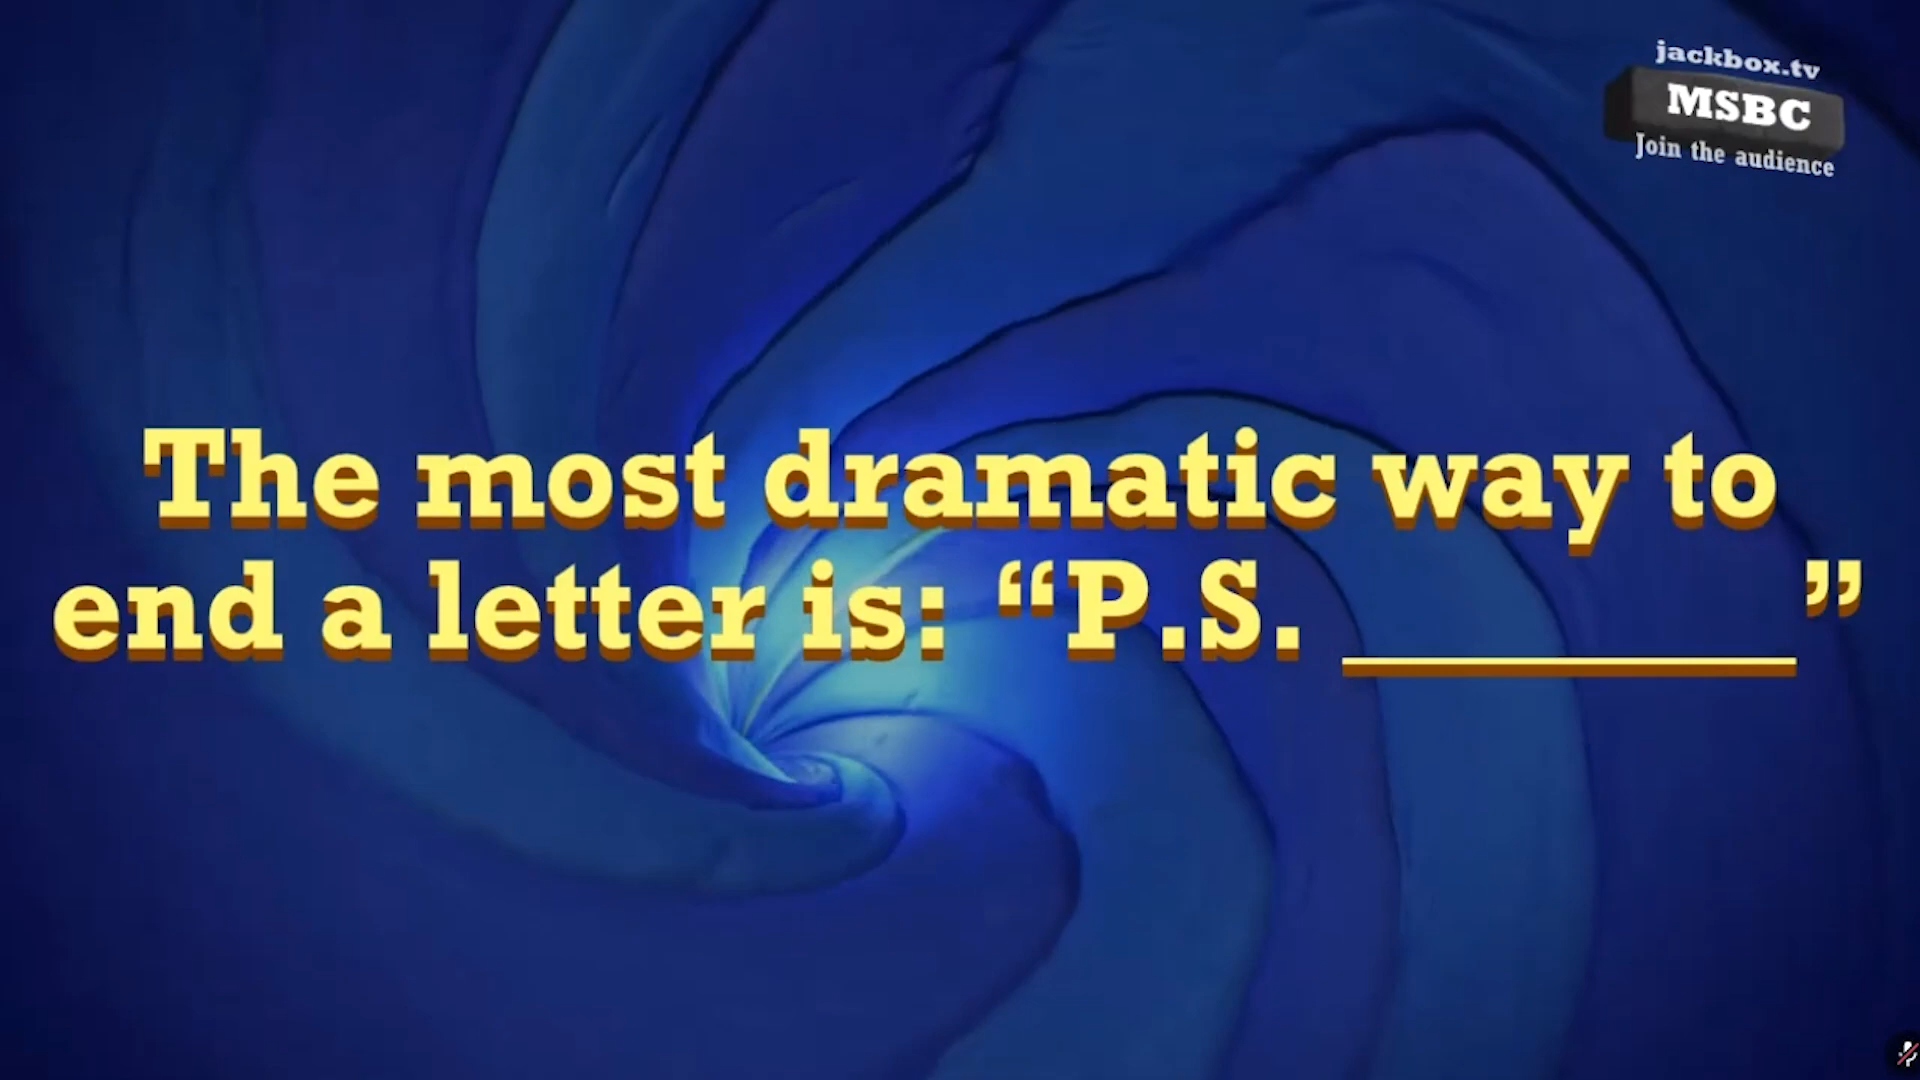 jackbox.tv
MSBC
Join the audience
The most dramatic way to
end a letter is: “P.S. ________”